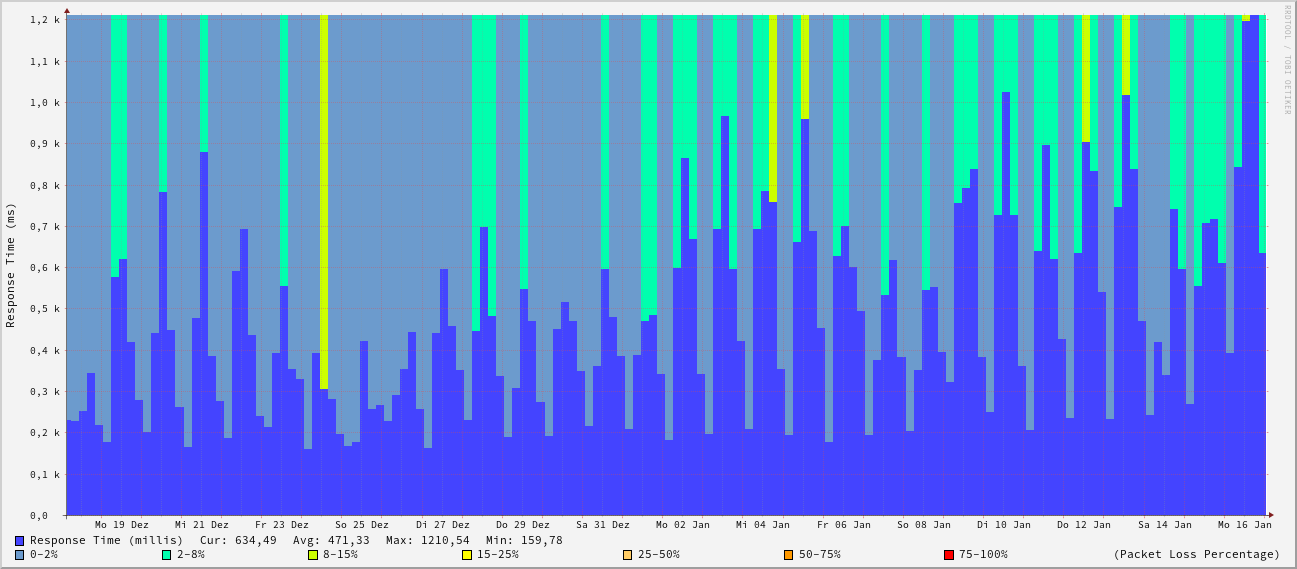 RRDTOOL / TOBI OETIKER
Response Time (ms)
1,2 k
1,1 k
1,0 k
0,9 k
0,8 k
0,7 k
0,6 k
0,5 k
0,4 k
0,3 k
0,2 k
0,1 k
0,0
Mo 19 Dez Mi 21 Dez Fr 23 Dez So 25 Dez Di 27 Dez Do 29 Dez Sa 31 Dez Mo 02 Jan Mi 04 Jan Fr 06 Jan So 08 Jan Di 10 Jan Do 12 Jan Sa 14 Jan Mo 16 Jan
Response Time (millis) Cur: 634,49 Avg: 471,33 Max: 1210,54 Min: 159,78
0-2% 2-8% 8-15% 15-25% 25-50% 50-75% 75-100% (Packet Loss Percentage)